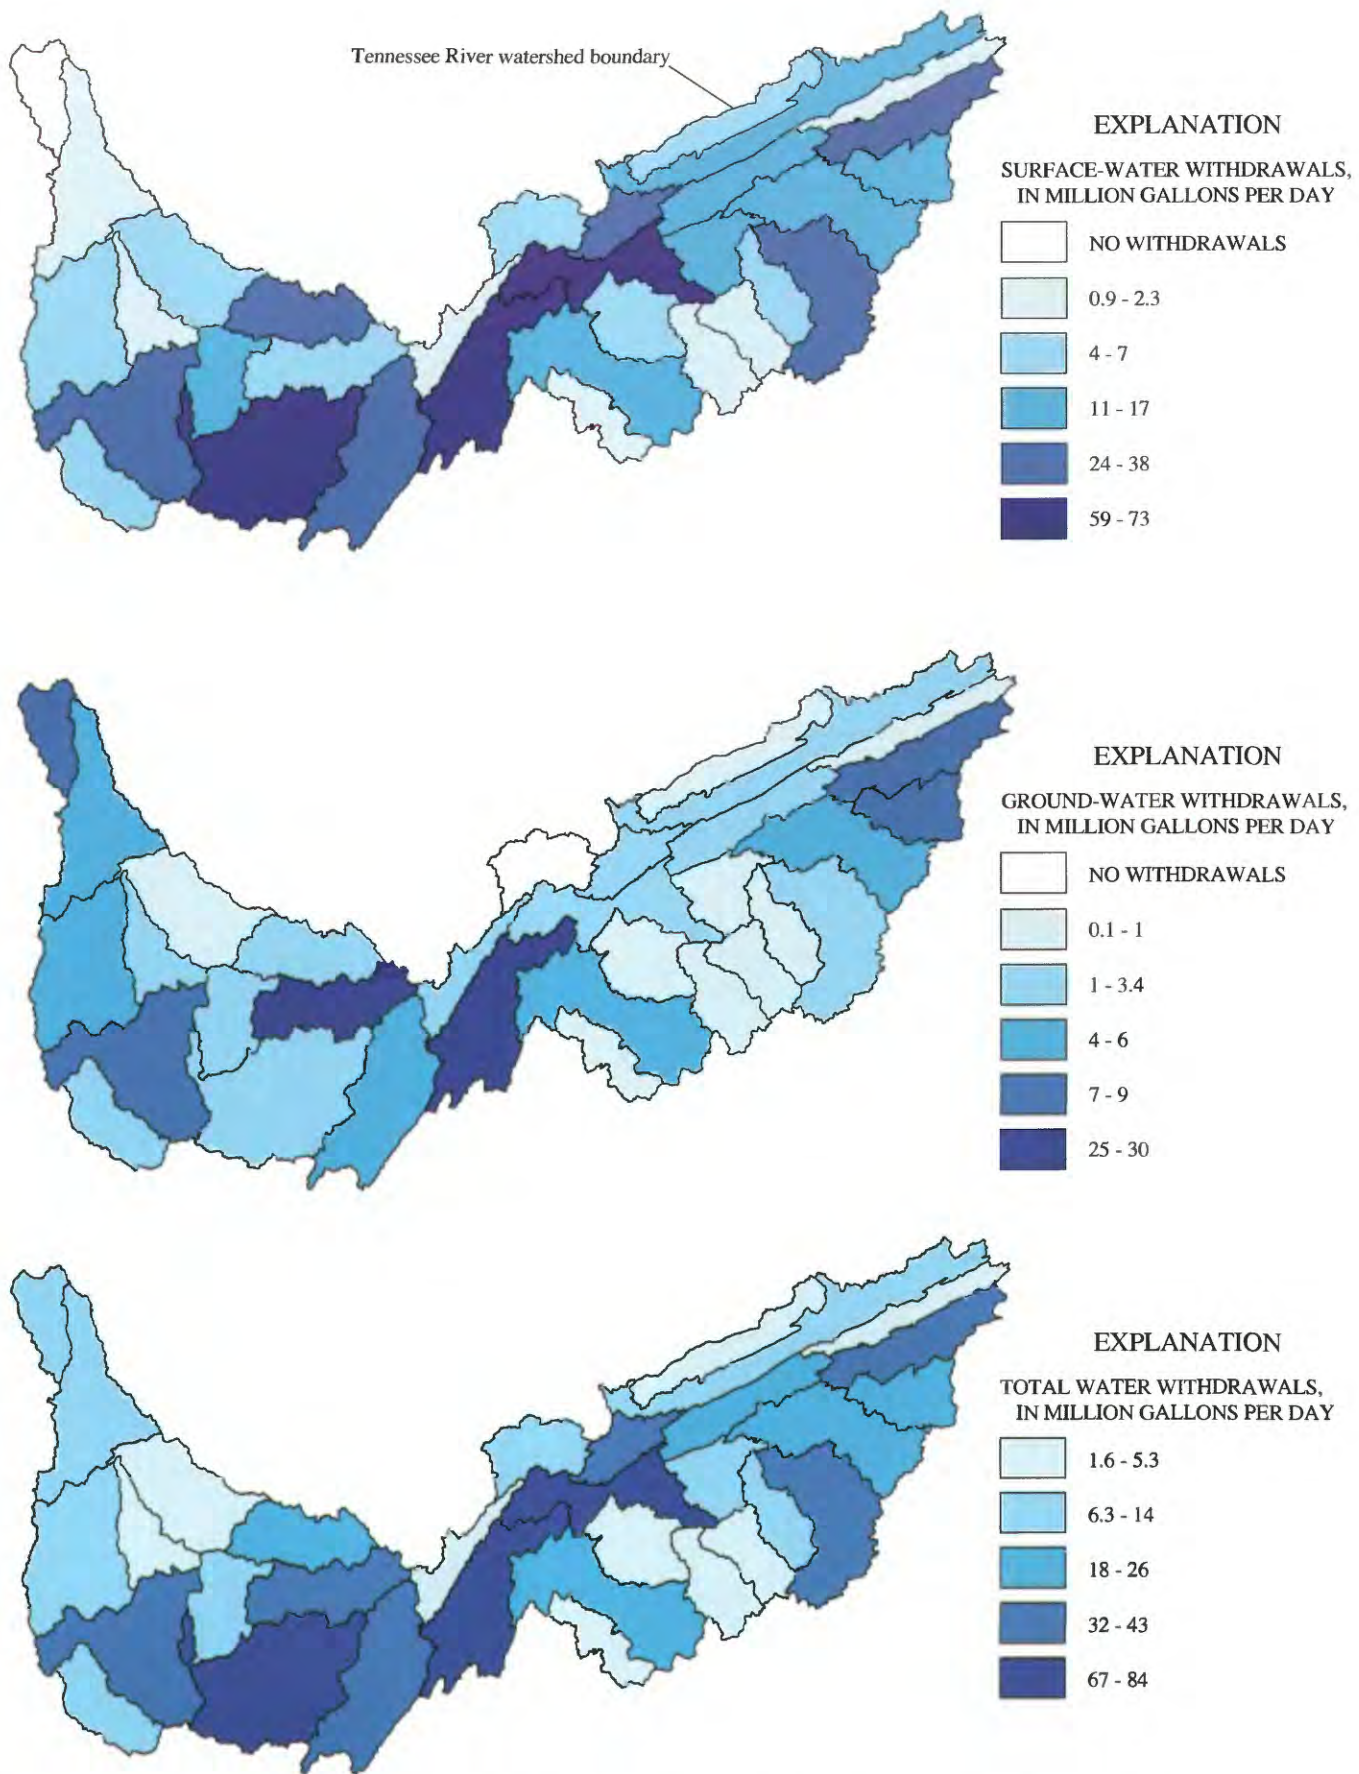 Tennessee River watershed boundary
EXPLANATION
SURFACE-WATER WITHDRAWALS,
IN MILLION GALLONS PER DAY
NO WITHDRAWALS
0.9 - 2.3
4 - 7
11 - 17
24 - 38
59 - 73
EXPLANATION
GROUND-WATER WITHDRAWALS,
IN MILLION GALLONS PER DAY
NO WITHDRAWALS
0.1 - 1
1 - 3.4
4 - 6
7 - 9
25 - 30
EXPLANATION
TOTAL WATER WITHDRAWALS,
IN MILLION GALLONS PER DAY
1.6 - 5.3
6.3 - 14
18 - 26
32 - 43
67 - 84